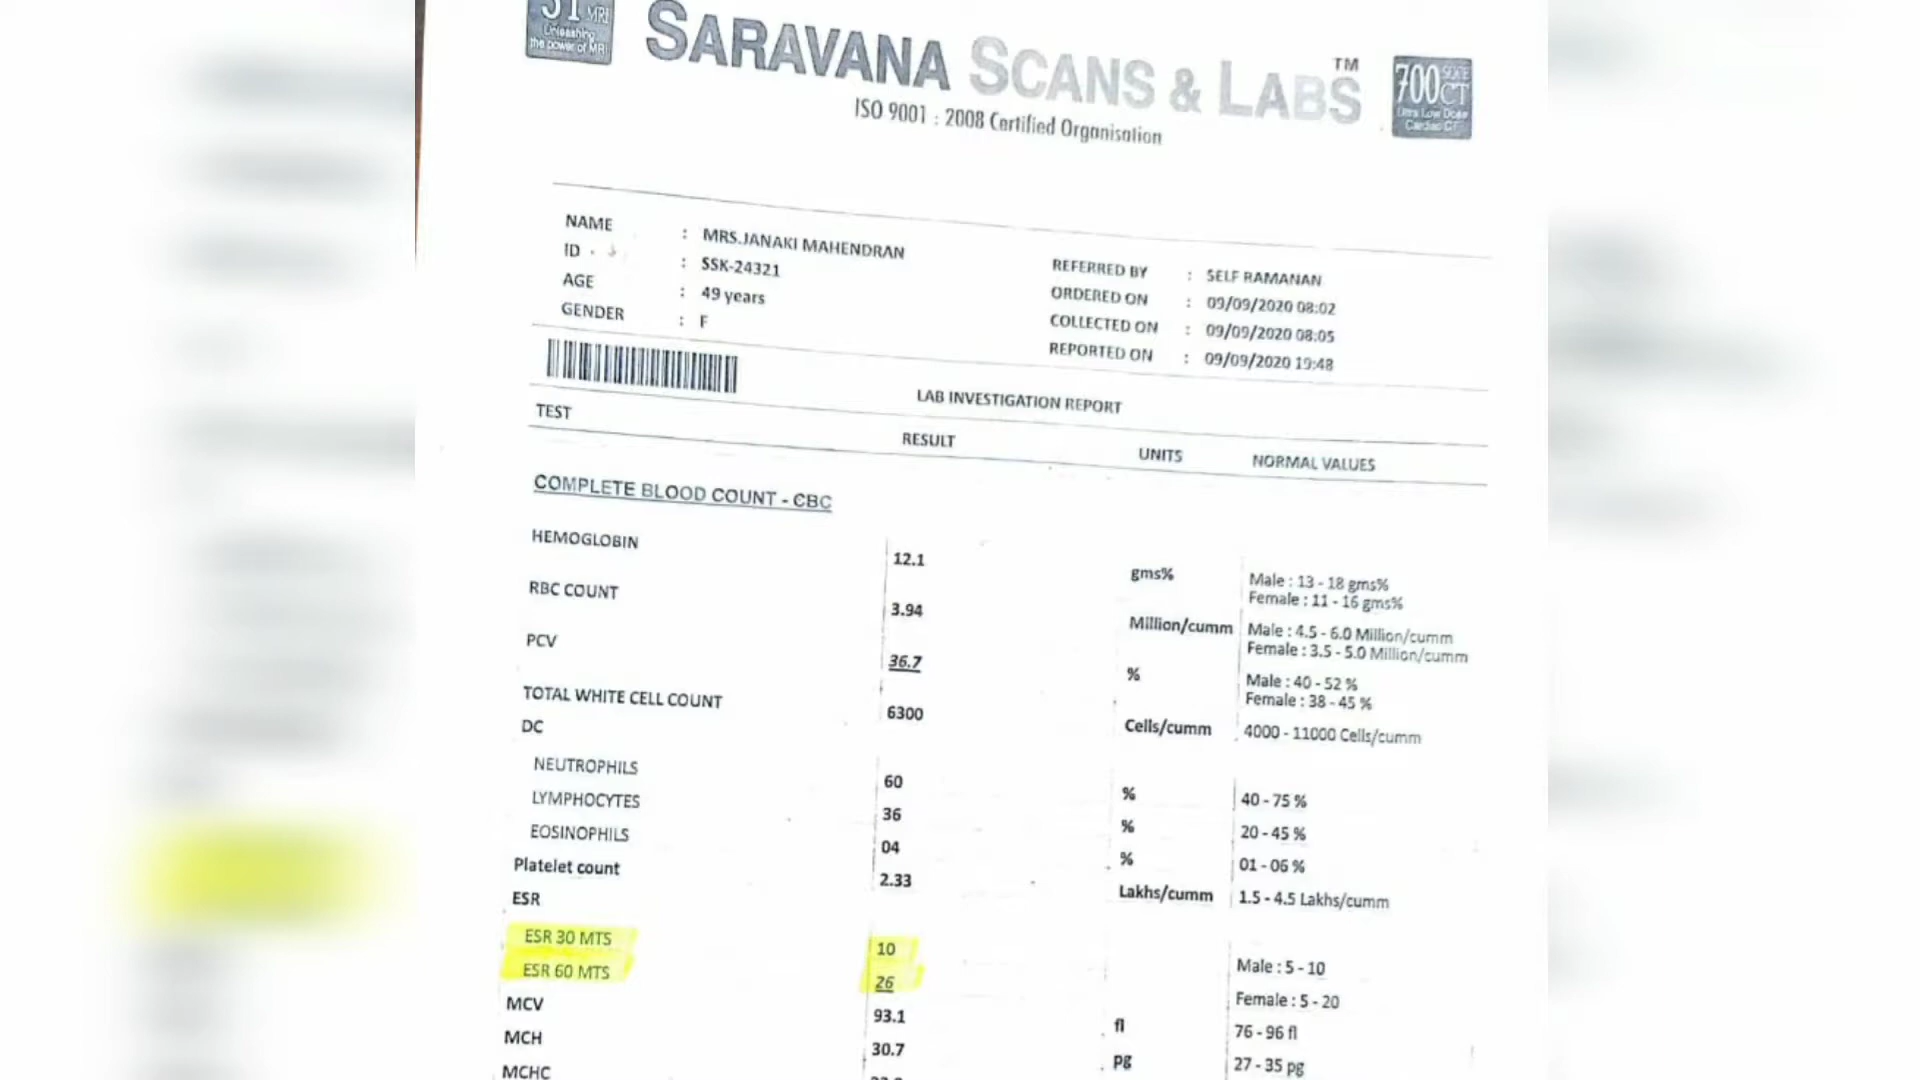 31 MRI
Unleashing
the power of MRI
SARAVANA SCANS & LABS TM
700 SLICE CT
Ultra Low Dose
Cardiac CT
ISO 9001 : 2008 Certified Organisation
NAME : MRS.JANAKI MAHENDRAN
ID : SSK-24321
AGE : 49 years
GENDER : F
REFERRED BY : SELF RAMANAN
ORDERED ON : 09/09/2020 08:02
COLLECTED ON : 09/09/2020 08:05
REPORTED ON : 09/09/2020 19:48
LAB INVESTIGATION REPORT
TEST RESULT UNITS NORMAL VALUES
COMPLETE BLOOD COUNT - CBC
HEMOGLOBIN 12.1 gms% Male : 13 - 18 gms%
Female : 11 - 16 gms%
RBC COUNT 3.94 Million/cumm Male : 4.5 - 6.0 Million/cumm
Female : 3.5 - 5.0 Million/cumm
PCV 36.7 % Male : 40 - 52 %
Female : 38 - 45 %
TOTAL WHITE CELL COUNT 6300 Cells/cumm 4000 - 11000 Cells/cumm
DC
NEUTROPHILS 60 % 40 - 75 %
LYMPHOCYTES 36 % 20 - 45 %
EOSINOPHILS 04 % 01 - 06 %
Platelet count 2.33 Lakhs/cumm 1.5 - 4.5 Lakhs/cumm
ESR
ESR 30 MTS 10 Male : 5 - 10
ESR 60 MTS 26 Female : 5 - 20
MCV 93.1 fl 76 - 96 fl
MCH 30.7 pg 27 - 35 pg
MCHC